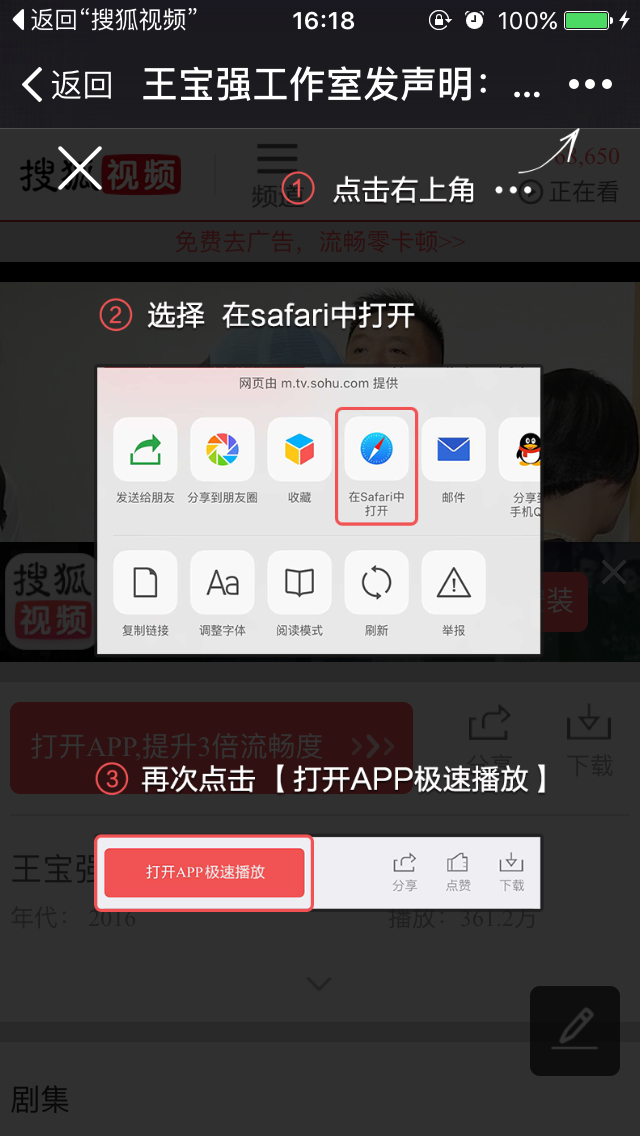 返回“搜狐视频”
16:18
100%
返回 王宝强工作室发声明：...
搜狐视频
频道
68,650
正在看
① 点击右上角 •••
免费去广告，流畅零卡顿>>
② 选择 在safari中打开
网页由 m.tv.sohu.com 提供
发送给朋友
分享到朋友圈
收藏
在Safari中
打开
邮件
分享到
手机Q
Aa
复制链接
调整字体
阅读模式
刷新
举报
搜狐
视频
装
打开APP,提升3倍流畅度
分享
下载
③ 再次点击【打开APP极速播放】
打开APP极速播放
分享
点赞
下载
王宝强
年代： 2016
播放：361.2万
剧集